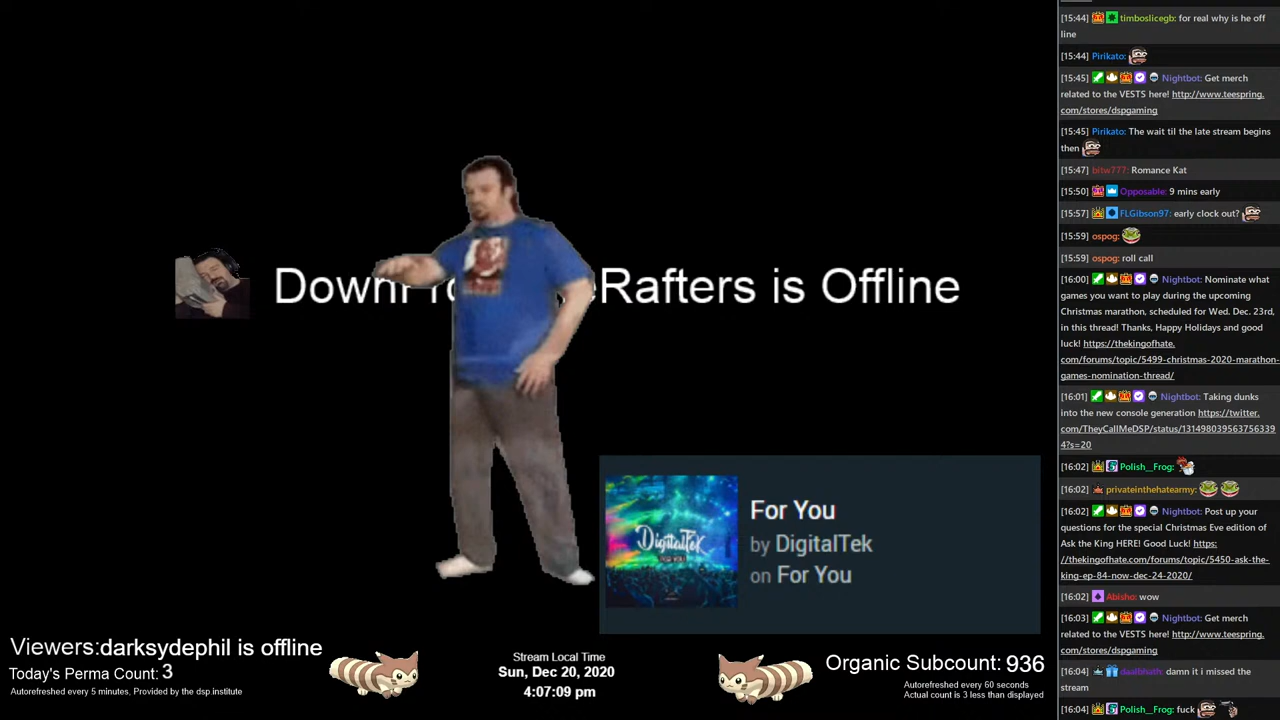 DownFro eRafters is Offline
DigitalTek
FOR YOU
For You
by DigitalTek
on For You
Viewers:darksydephil is offline
Today's Perma Count: 3
Autorefreshed every 5 minutes, Provided by the dsp institute
Stream Local Time
Sun, Dec 20, 2020
4:07:09 pm
Organic Subcount: 936
Autorefreshed every 60 seconds
Actual count is 3 less than displayed
[15:44] timboslicegb: for real why is he off
line
[15:44] Pirikato:
[15:45] Nightbot: Get merch
related to the VESTS here! http://www.teespring.
com/stores/dspgaming
[15:45] Pirikato: The wait til the late stream begins
then
[15:47] bitw777: Romance Kat
[15:50] Opposable: 9 mins early
[15:57] FLGibson97: early clock out?
[15:59] ospog:
[15:59] ospog: roll call
[16:00] Nightbot: Nominate what
games you want to play during the upcoming
Christmas marathon, scheduled for Wed. Dec. 23rd,
in this thread! Thanks, Happy Holidays and good
luck! https://thekingofhate.
com/forums/topic/5499-christmas-2020-marathon-
games-nomination-thread/
[16:01] Nightbot: Taking dunks
into the new console generation https://twitter.
com/TheyCallMeDSP/status/131498039563756339
4?s=20
[16:02] Polish__Frog:
[16:02] privateinthehatearmy:
[16:02] Nightbot: Post up your
questions for the special Christmas Eve edition of
Ask the King HERE! Good Luck! https:
//thekingofhate.com/forums/topic/5450-ask-the-
king-ep-84-now-dec-24-2020/
[16:02] Abisho: wow
[16:03] Nightbot: Get merch
related to the VESTS here! http://www.teespring.
com/stores/dspgaming
[16:04] daalbhath: damn it i missed the
stream
[16:04] Polish__Frog: fuck